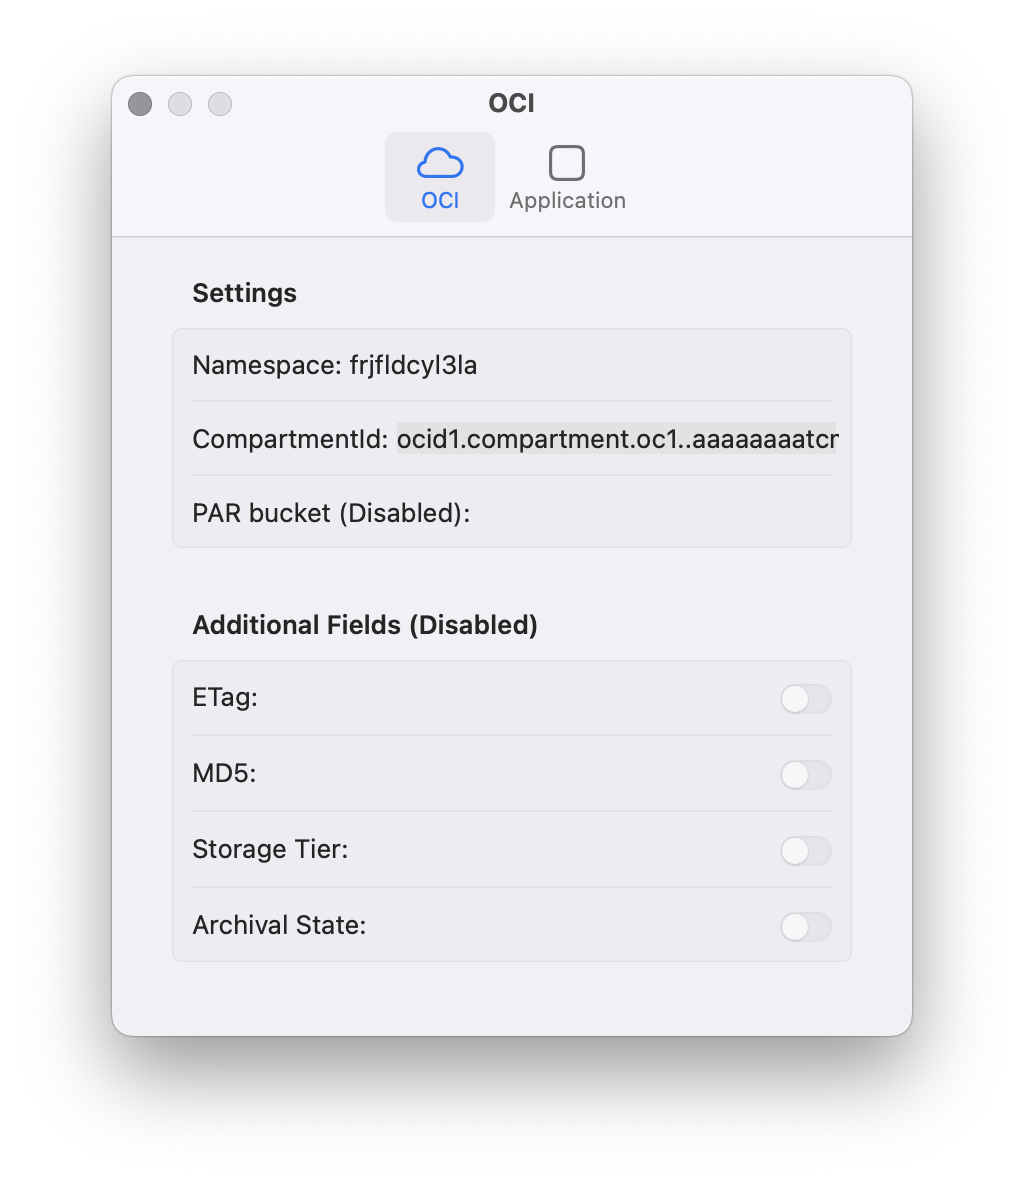 OCI
OCI
Application
Settings
Namespace: frjfldcyl3la
CompartmentId: ocid1.compartment.oc1..aaaaaaaatcr
PAR bucket (Disabled):
Additional Fields (Disabled)
ETag:
MD5:
Storage Tier:
Archival State: